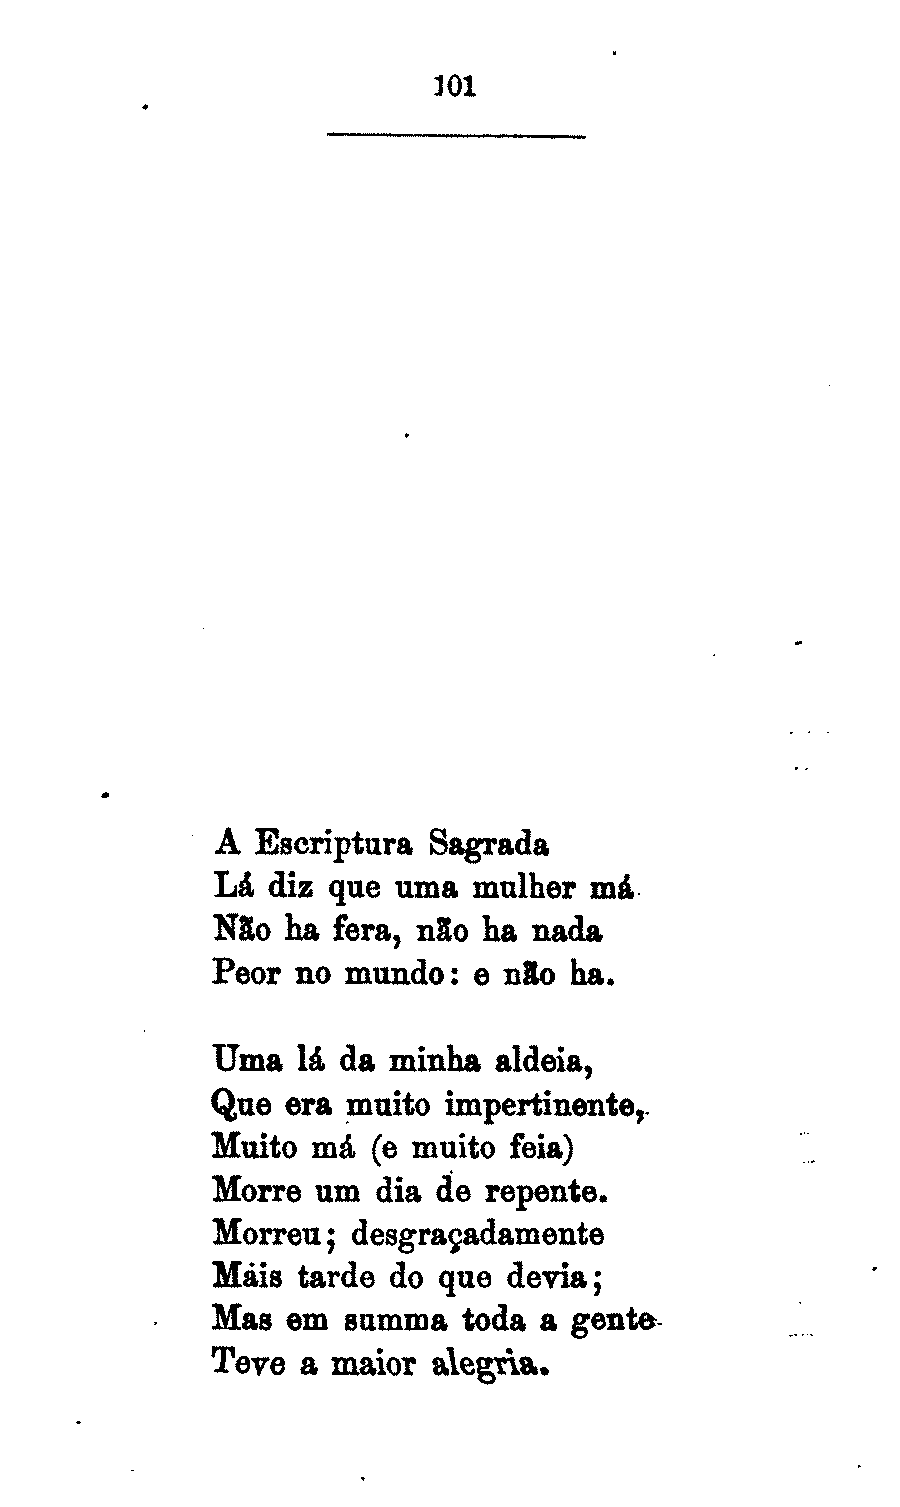 101
A Escriptura Sagrada
Lá diz que uma mulher má
Não ha fera, não ha nada
Peor no mundo: e não ha.
Uma lá da minha aldeia,
Que era muito impertinente,
Muito má (e muito feia)
Morre um dia de repente.
Morreu; desgraçadamente
Mais tarde do que devia;
Mas em summa toda a gente
Teve a maior alegria.